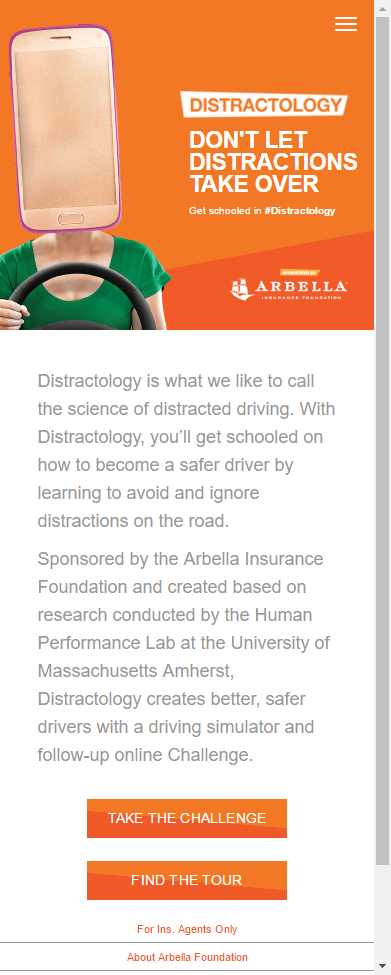 DISTRACTOLOGY
DON'T LET
DISTRACTIONS
TAKE OVER
Get schooled in #Distractology
SPONSORED BY
ARBELLA
INSURANCE FOUNDATION
Distractology is what we like to call
the science of distracted driving. With
Distractology, you’ll get schooled on
how to become a safer driver by
learning to avoid and ignore
distractions on the road.
Sponsored by the Arbella Insurance
Foundation and created based on
research conducted by the Human
Performance Lab at the University of
Massachusetts Amherst,
Distractology creates better, safer
drivers with a driving simulator and
follow-up online Challenge.
TAKE THE CHALLENGE
FIND THE TOUR
For Ins. Agents Only
About Arbella Foundation